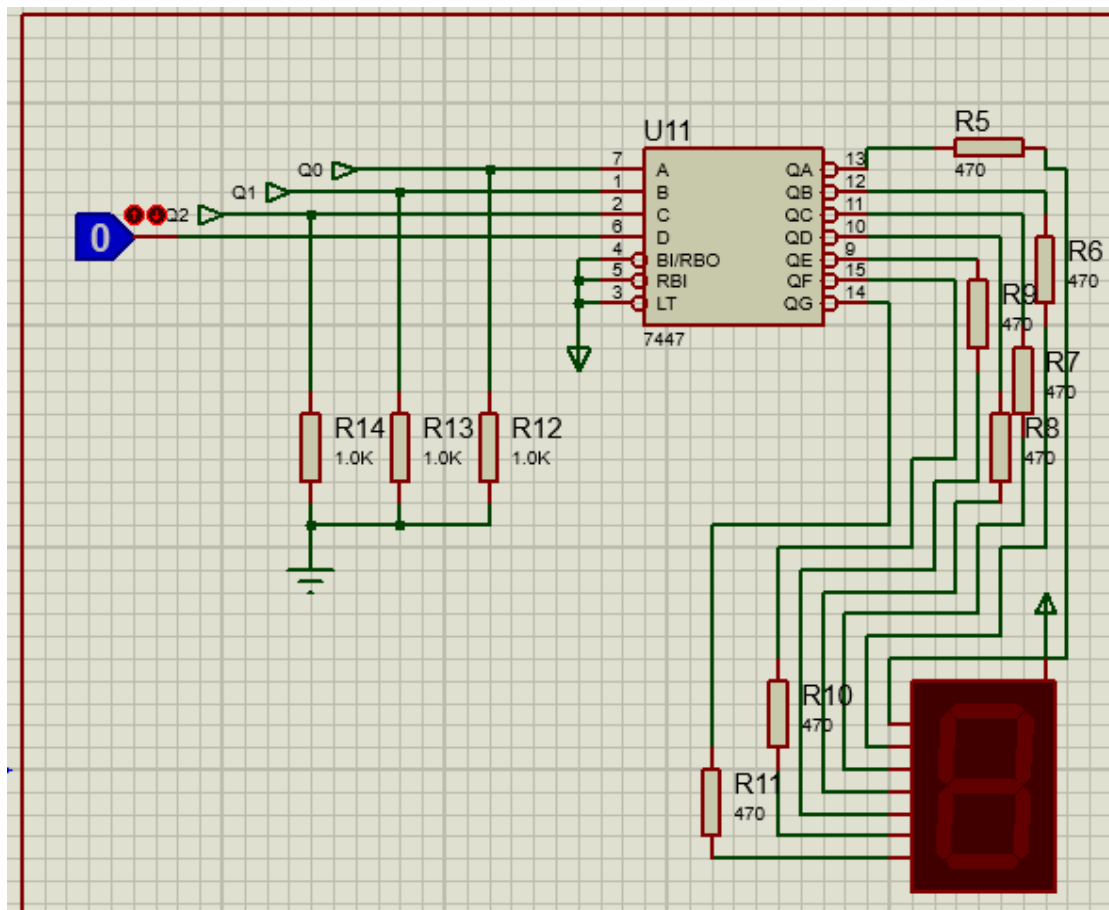 U11
7447
7
1
2
6
4
5
3
A
B
C
D
BI/RBO
RBI
LT
QA
QB
QC
QD
QE
QF
QG
13
12
11
10
9
15
14
Q0
Q1
Q2
0
R5
470
R6
470
R9
470
R7
470
R8
470
R14
1.0K
R13
1.0K
R12
1.0K
R10
470
R11
470